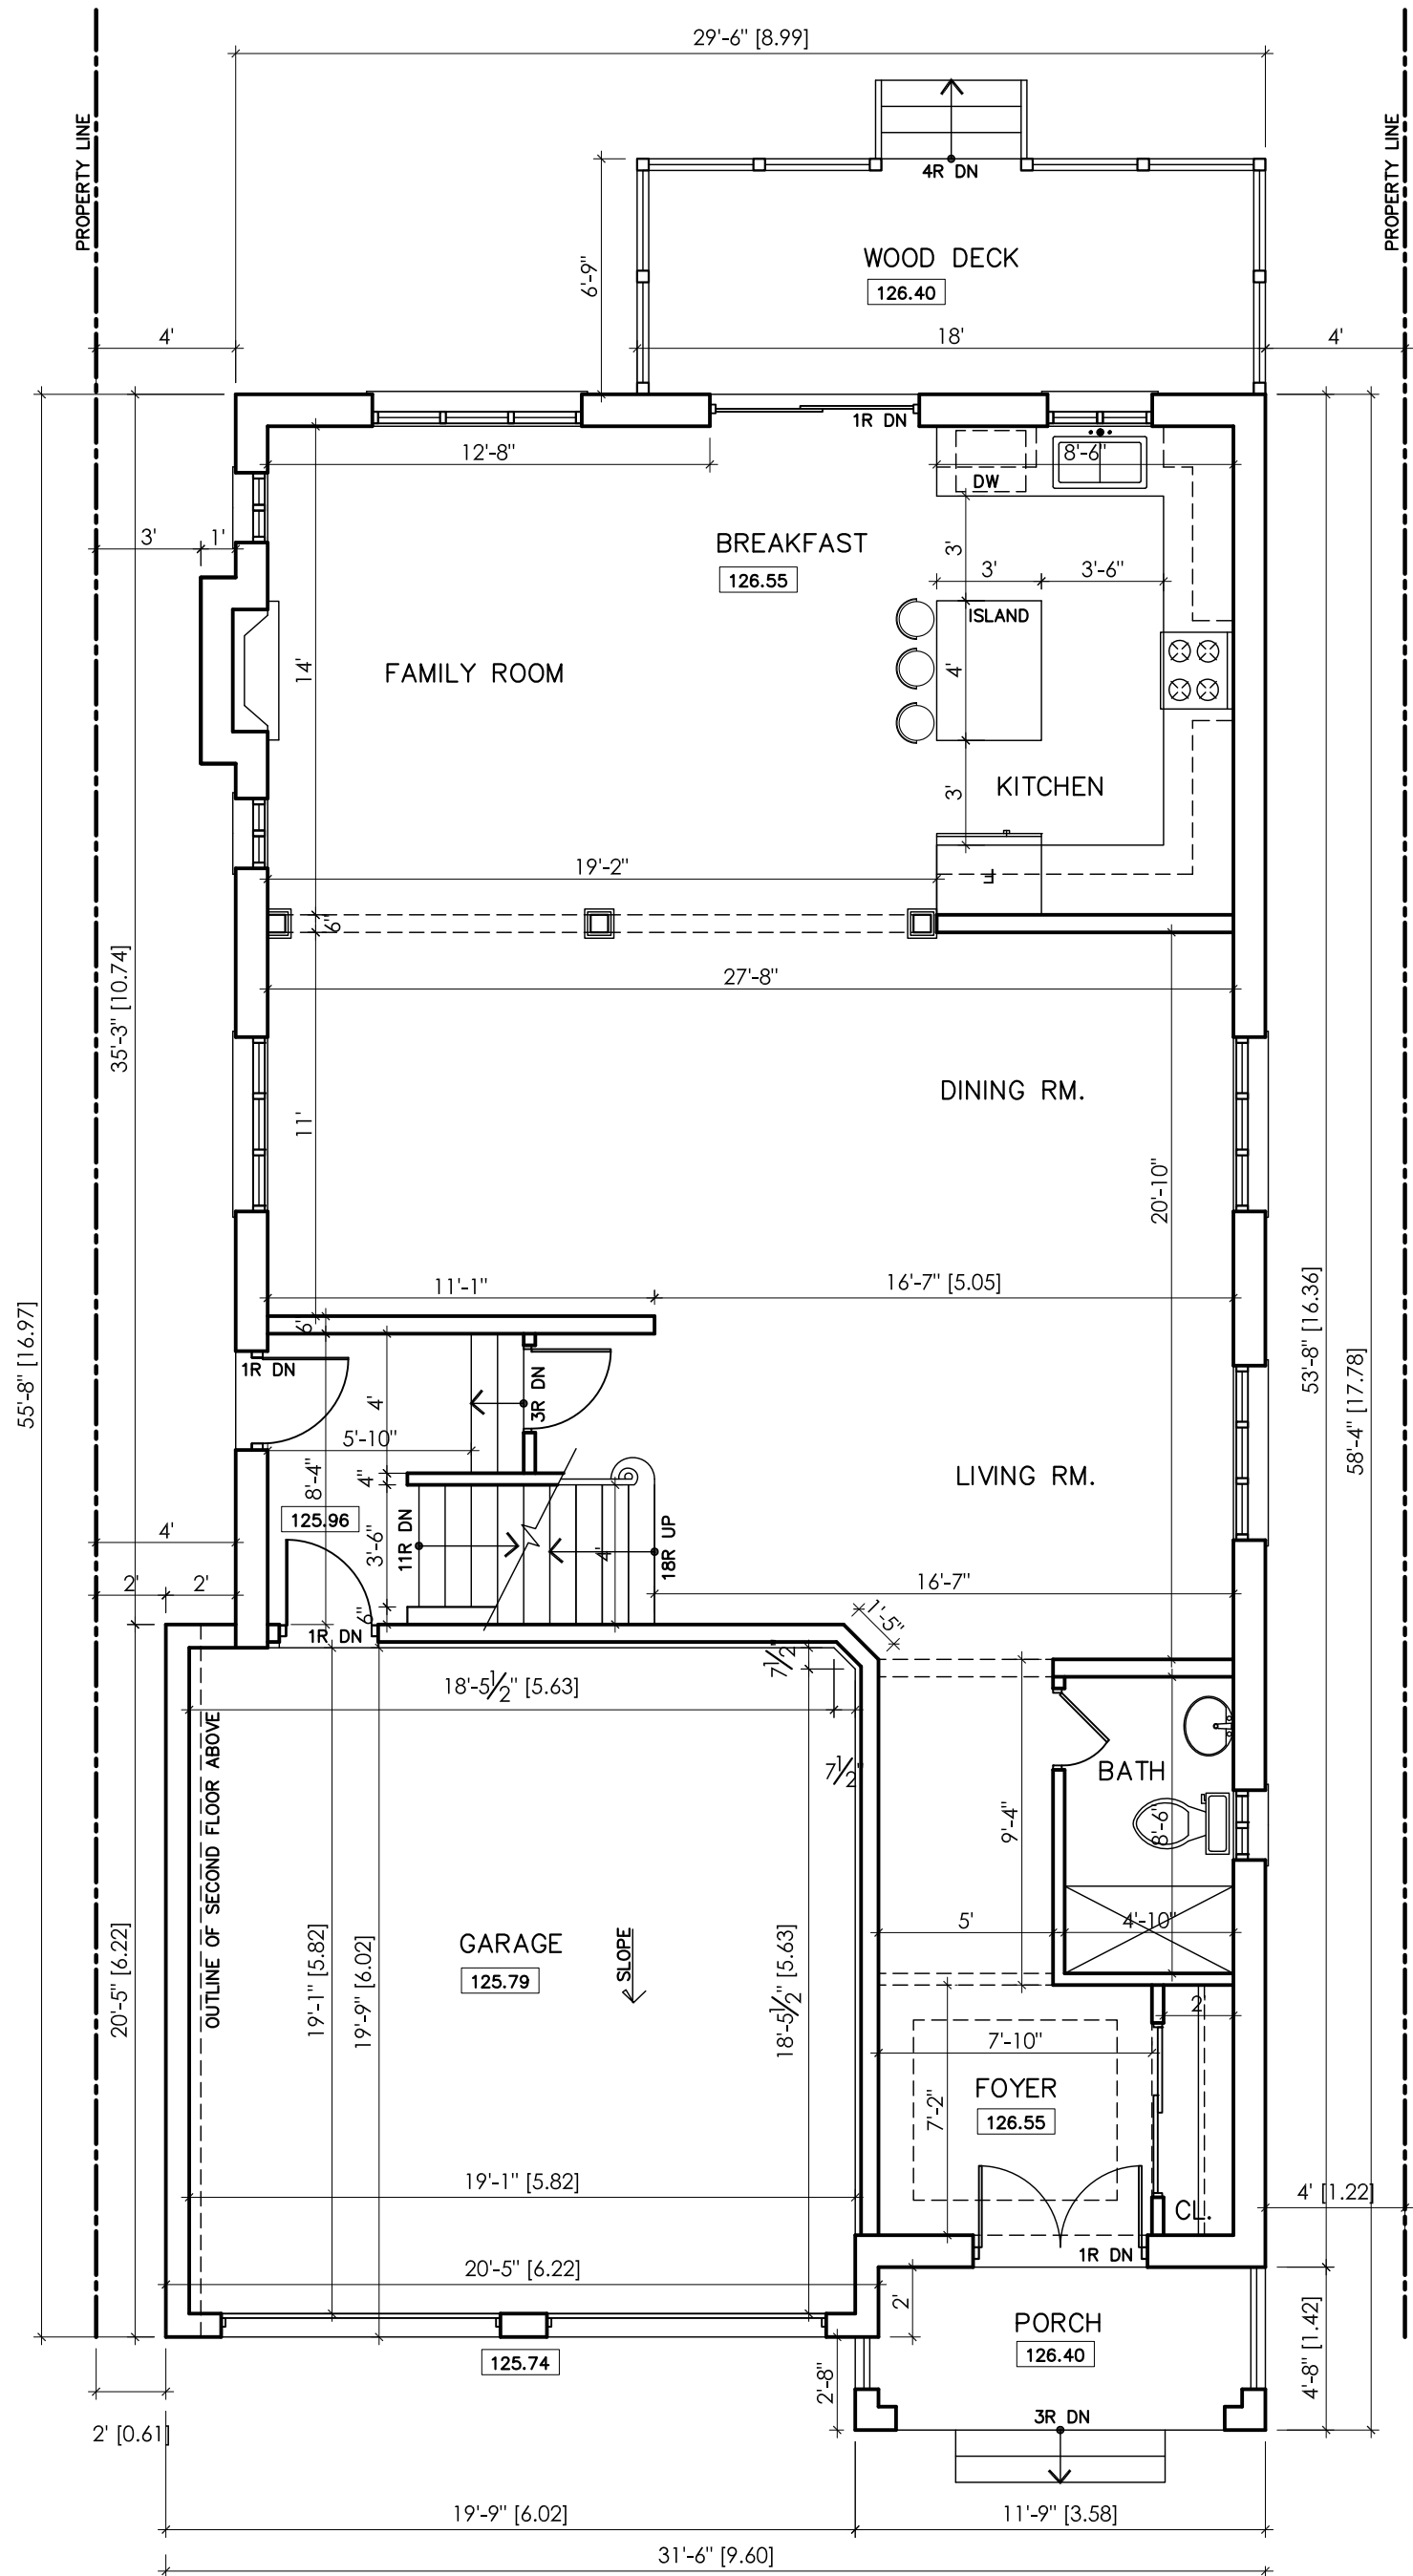 29'-6" [8.99]
PROPERTY LINE
PROPERTY LINE
4R DN
WOOD DECK
126.40
6'-9"
4'
18'
4'
1R DN
12'-8"
8'-6"
DW
3'
1'
BREAKFAST
126.55
3'
3'
3'-6"
ISLAND
14'
FAMILY ROOM
4'
KITCHEN
3'
19'-2"
F
6"
35'-3" [10.74]
27'-8"
DINING RM.
11'
20'-10"
11'-1"
16'-7" [5.05]
6'
53'-8" [16.36]
55'-8" [16.97]
58'-4" [17.78]
1R DN
3R DN
4'
5'-10"
8'-4"
4"
LIVING RM.
125.96
11R DN
3'-6"
4'
18R UP
4'
2'
2'
16'-7"
6"
1'-5"
1R DN
7 1/2"
18'-5 1/2" [5.63]
OUTLINE OF SECOND FLOOR ABOVE
7 1/2"
BATH
9'-4"
8'-6"
5'
4'-10"
GARAGE
125.79
SLOPE
20'-5" [6.22]
19'-1" [5.82]
19'-9" [6.02]
18'-5 1/2" [5.63]
2'
7'-10"
FOYER
126.55
7'-2"
19'-1" [5.82]
CL.
4' [1.22]
1R DN
20'-5" [6.22]
2'
PORCH
126.40
125.74
2'-8"
4'-8" [1.42]
3R DN
2' [0.61]
19'-9" [6.02]
11'-9" [3.58]
31'-6" [9.60]